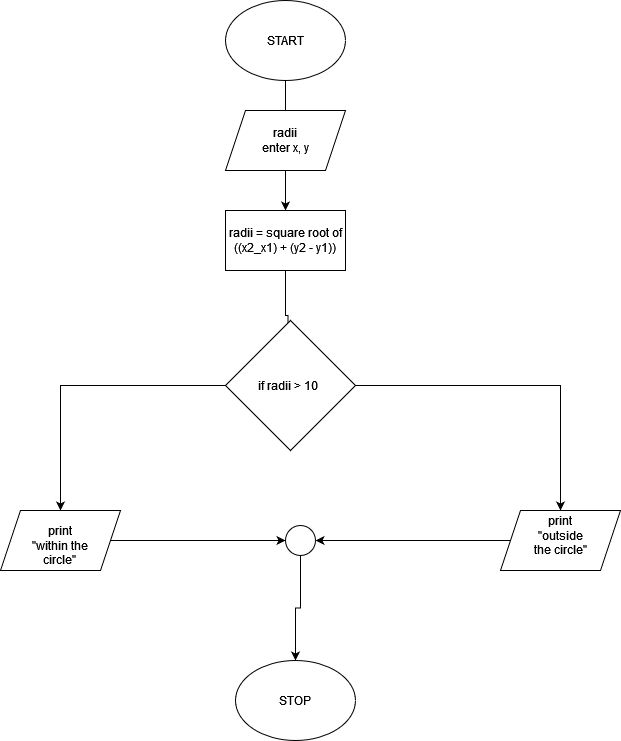 START
radii
enter x, y
radii = square root of
((x2_x1) + (y2 - y1))
if radii > 10
print
"within the
circle"
print
"outside
the circle"
STOP